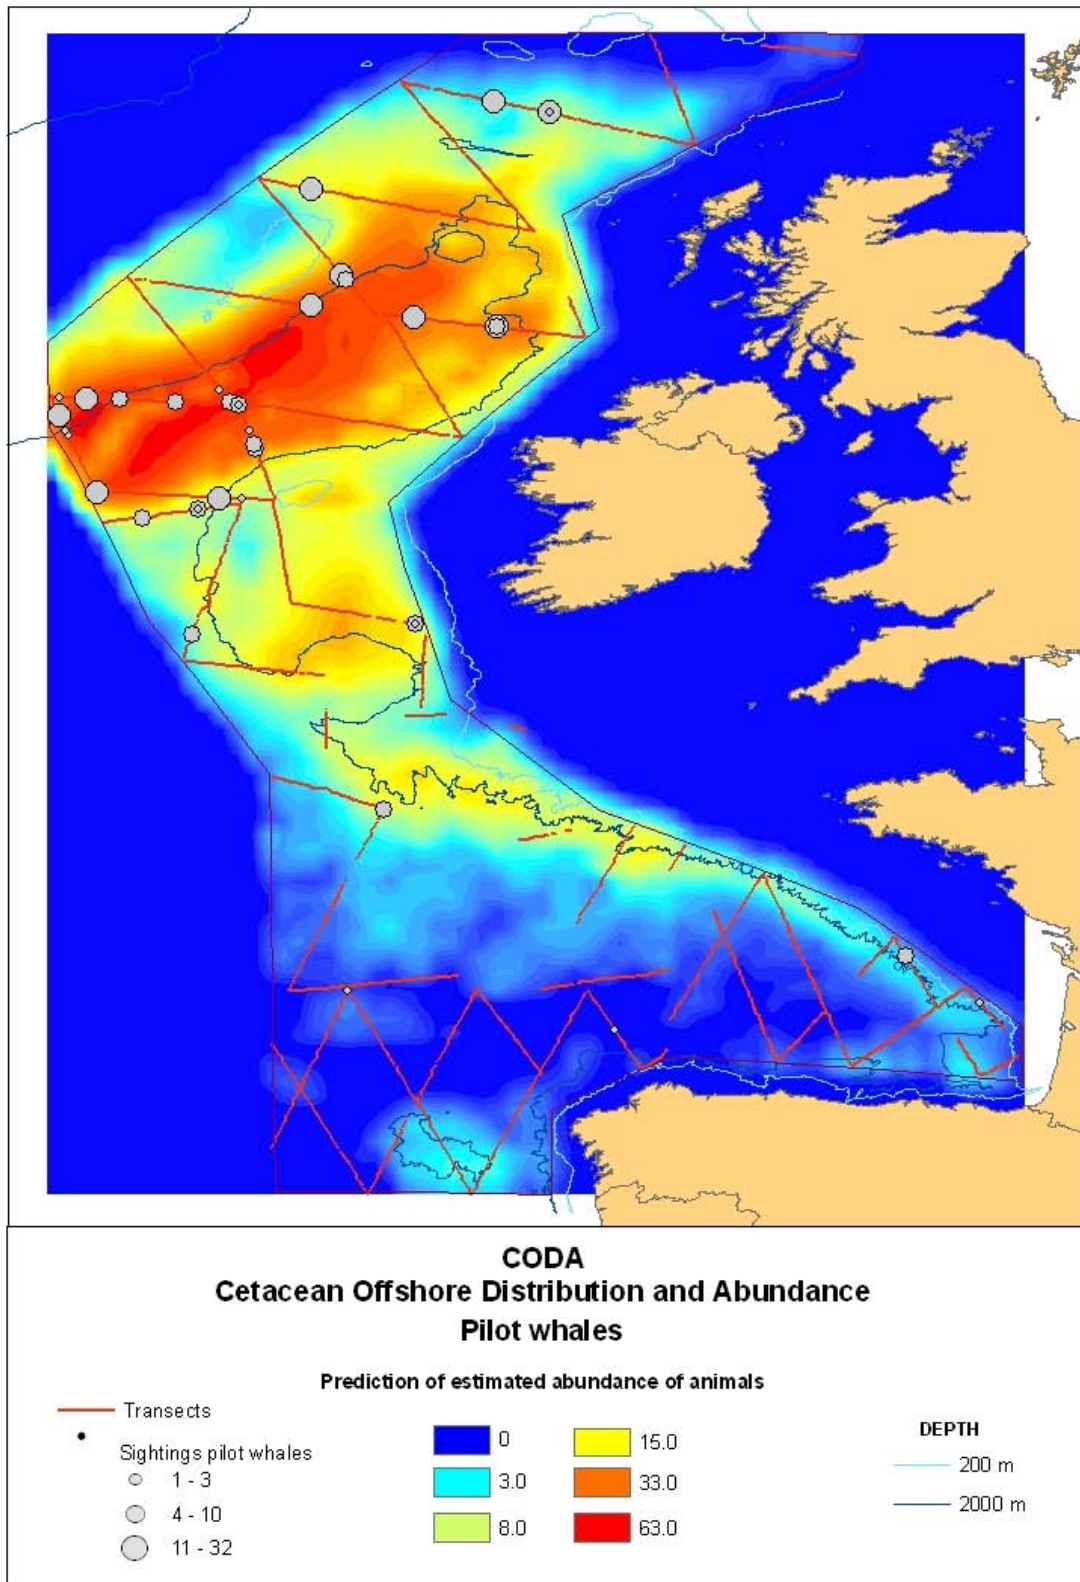 CODA
Cetacean Offshore Distribution and Abundance
Pilot whales
Prediction of estimated abundance of animals
Transects
Sightings pilot whales
1 - 3
4 - 10
11 - 32
0
3.0
8.0
15.0
33.0
63.0
DEPTH
200 m
2000 m